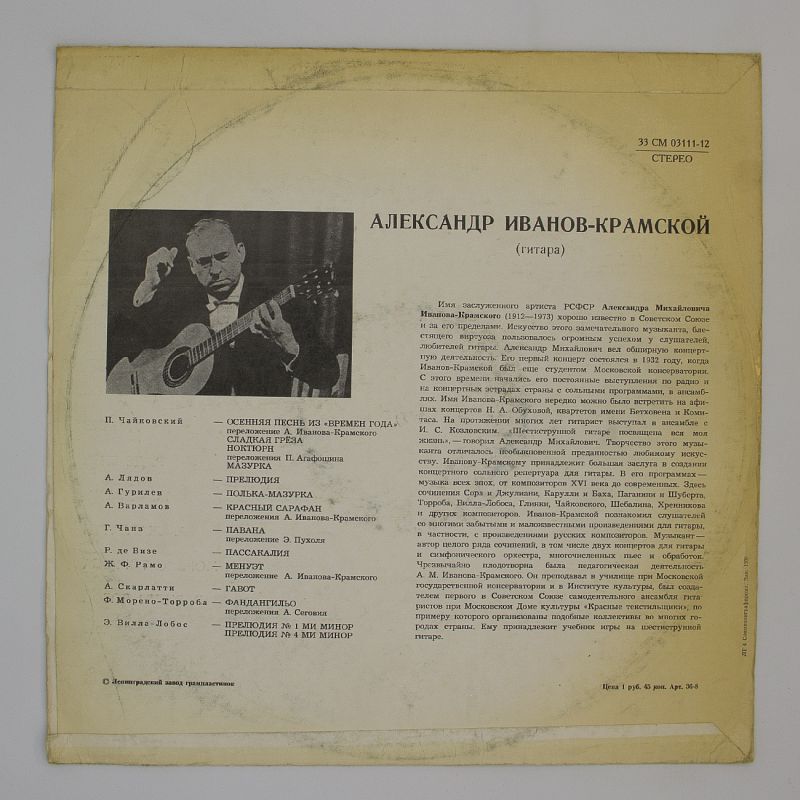 33 СМ 03111-12
СТЕРЕО
АЛЕКСАНДР ИВАНОВ-КРАМСКОЙ
(гитара)
Имя заслуженного артиста РСФСР Александра Михайловича
Иванова-Крамского (1912—1973) хорошо известно в Советском Союзе
и за его пределами. Искусство этого замечательного музыканта, бле-
стящего виртуоза пользовалось огромным успехом у слушателей,
любителей гитары. Александр Михайлович вел обширную концерт-
ную деятельность. Его первый концерт состоялся в 1932 году, когда
Иванов-Крамской был еще студентом Московской консерватории.
С этого времени начались его постоянные выступления по радио и
на концертных эстрадах страны с сольными программами, в ансамб-
лях. Имя Иванова-Крамского нередко можно было встретить на афи-
шах концертов Н. А. Обуховой, квартетов имени Бетховена и Коми-
таса. На протяжении многих лет гитарист выступал в ансамбле с
И. С. Козловским. «Шестиструнной гитаре посвящена вся моя
жизнь», — говорил Александр Михайлович. Творчество этого музы-
канта отличалось необыкновенной преданностью любимому искус-
ству. Иванову-Крамскому принадлежит большая заслуга в создании
концертного сольного репертуара для гитары. В его программах —
музыка всех эпох, от композиторов XVI века до современных. Здесь
сочинения Сора и Джулиани, Карулли и Баха, Паганини и Шуберта,
Торроба, Вилла-Лобоса, Глинки, Чайковского, Шебалина, Хренникова
и других композиторов. Иванов-Крамской познакомил слушателей
со многими забытыми и малоизвестными произведениями для гитары,
в частности, с произведениями русских композиторов. Музыкант —
автор целого ряда сочинений, в том числе двух концертов для гитары
и симфонического оркестра, многочисленных пьес и обработок.
Чрезвычайно плодотворна была педагогическая деятельность
А. М. Иванова-Крамского. Он преподавал в училище при Московской
государственной консерватории и в Институте культуры, был созда-
телем первого в Советском Союзе самодеятельного ансамбля гита-
ристов при Московском Доме культуры «Красные текстильщики», по
примеру которого организованы подобные коллективы во многих го-
родах страны. Ему принадлежит учебник игры на шестиструнной
гитаре.
П. Чайковский — ОСЕННЯЯ ПЕСНЬ ИЗ «ВРЕМЕН ГОДА»
переложение А. Иванова-Крамского
СЛАДКАЯ ГРЁЗА
НОКТЮРН
переложения П. Агафошина
МАЗУРКА
А. Лядов — ПРЕЛЮДИЯ
А. Гурилев — ПОЛЬКА-МАЗУРКА
А. Варламов — КРАСНЫЙ САРАФАН
переложения А. Иванова-Крамского
Г. Чана — ПАВАНА
переложение Э. Пухоля
Р. де Визе — ПАССАКАЛИЯ
Ж. Ф. Рамо — МЕНУЭТ
переложение А. Иванова-Крамского
А. Скарлатти — ГАВОТ
Ф. Морено-Торроба — ФАНДАНГИЛЬО
переложения А. Сеговия
Э. Вилла-Лобос — ПРЕЛЮДИЯ № 1 МИ МИНОР
ПРЕЛЮДИЯ № 4 МИ МИНОР
© Ленинградский завод грампластинок
Цена 1 руб. 45 коп. Арт. 36-8